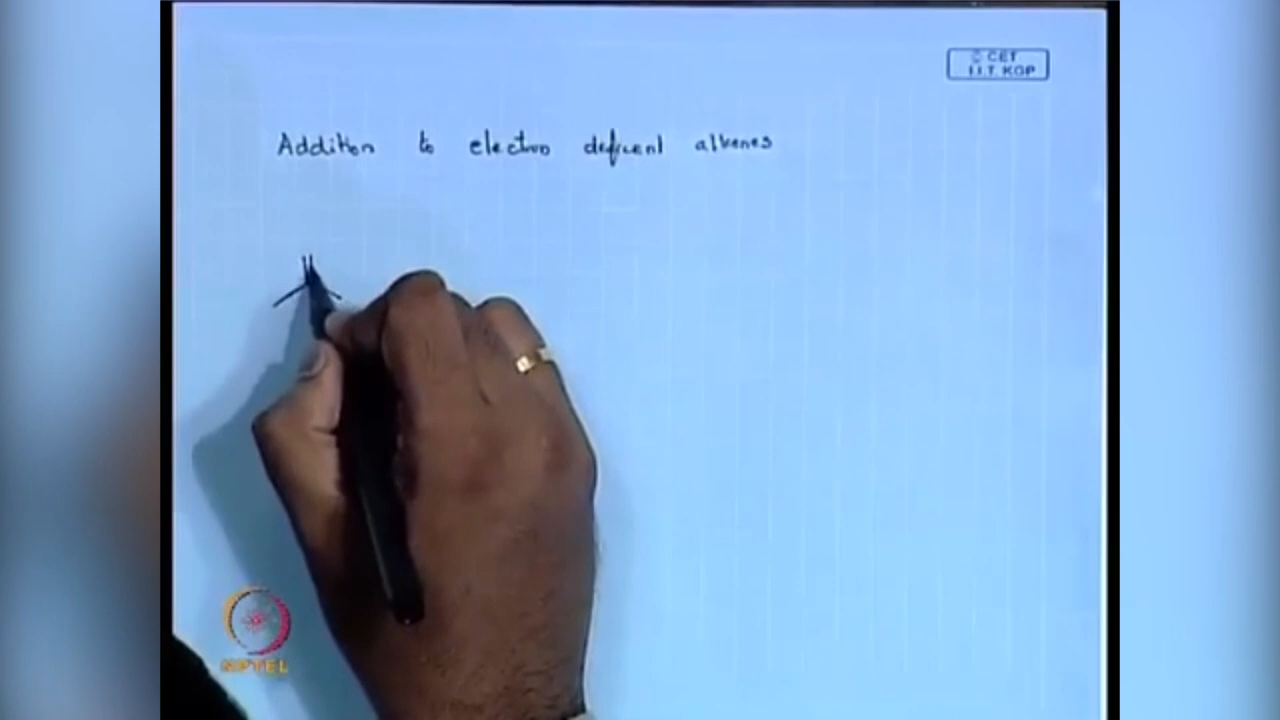 © CET
I.I.T. KGP
Addition to electron deficient alkenes
NPTEL